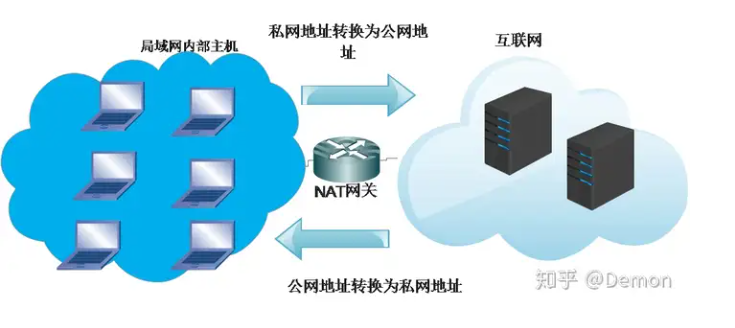 私网地址转换为公网地
址
局域网内部主机
互联网
NAT网关
公网地址转换为私网地址
知乎 @Demon